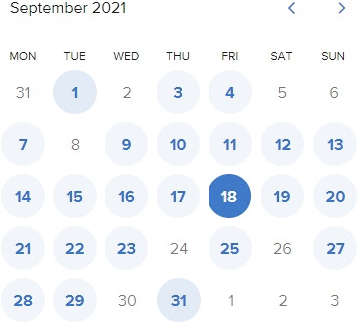 September 2021
MON TUE WED THU FRI SAT SUN
31 1 2 3 4 5 6
7 8 9 10 11 12 13
14 15 16 17 18 19 20
21 22 23 24 25 26 27
28 29 30 31 1 2 3